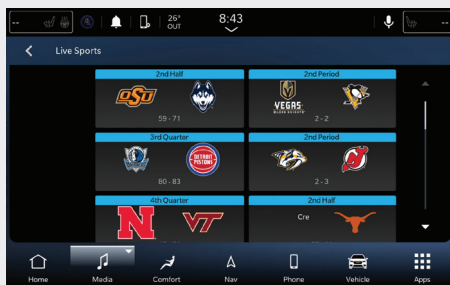 -- 26° 8:43 --
OUT
Live Sports
2nd Half 2nd Period
OSU
VEGAS
GOLDEN KNIGHTS
59 - 71 2 - 2
3rd Quarter 2nd Period
DETROIT
PISTONS
80 - 83 2 - 3
4th Quarter 2nd Half
N VT Cre
Home Media Comfort Nav Phone Vehicle Apps